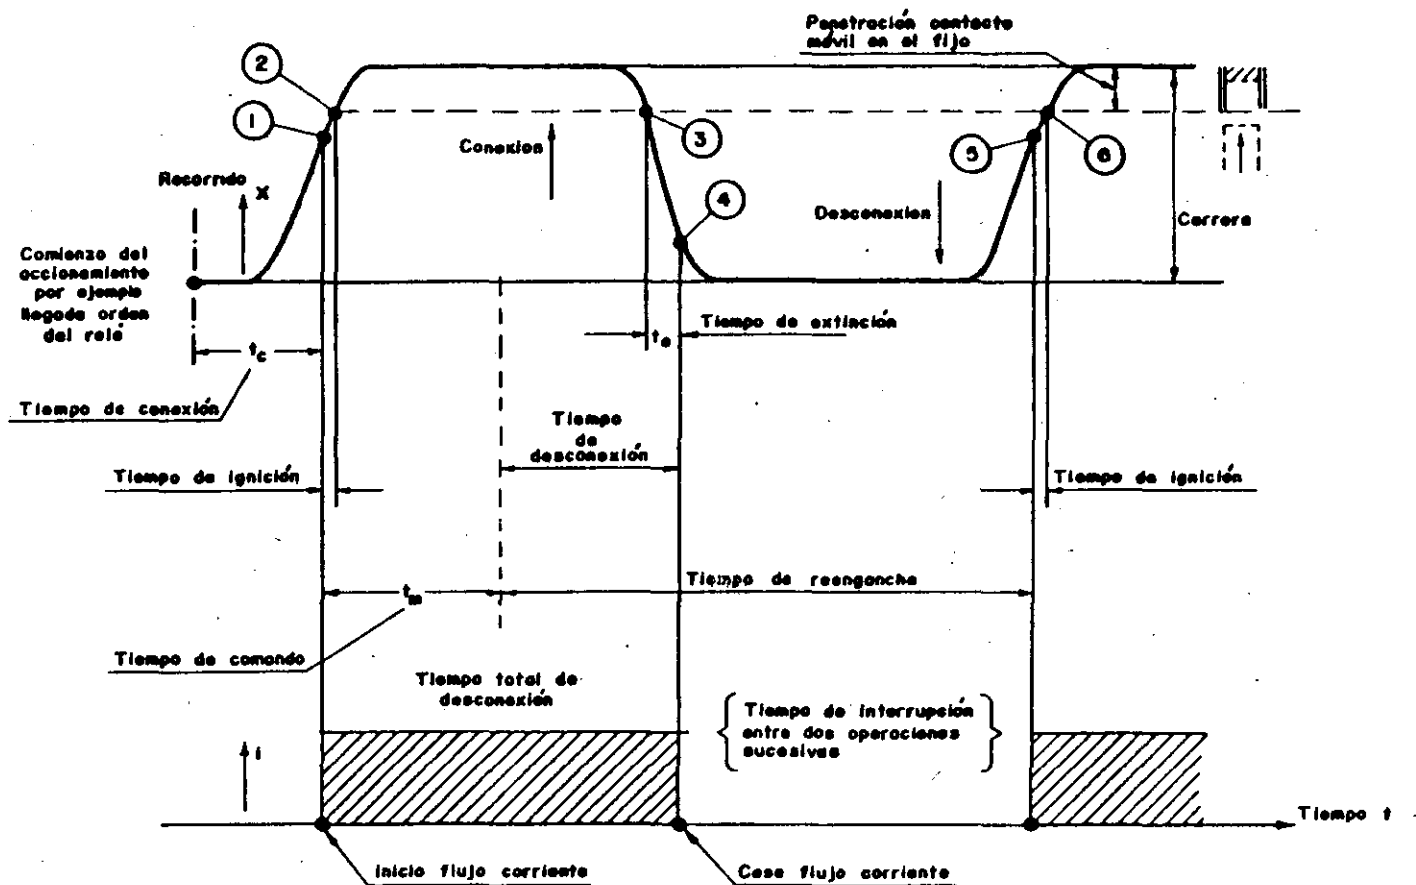 Penetración contacto
móvil en el fijo
2
1
3
5
6
4
Conexion
Recorrido
X
Desconexion
Carrera
Comienzo del
accionamiento
por ejemplo
llegada orden
del relé
Tiempo de extinción
te
tc
Tiempo de conexión
Tiempo
de
desconexión
Tiempo de ignición
Tiempo de ignición
tm
Tiempo de reenganche
Tiempo de comando
Tiempo total de
desconexión
Tiempo de interrupción
entre dos operaciones
sucesivas
i
Tiempo t
Inicio flujo corriente
Cese flujo corriente